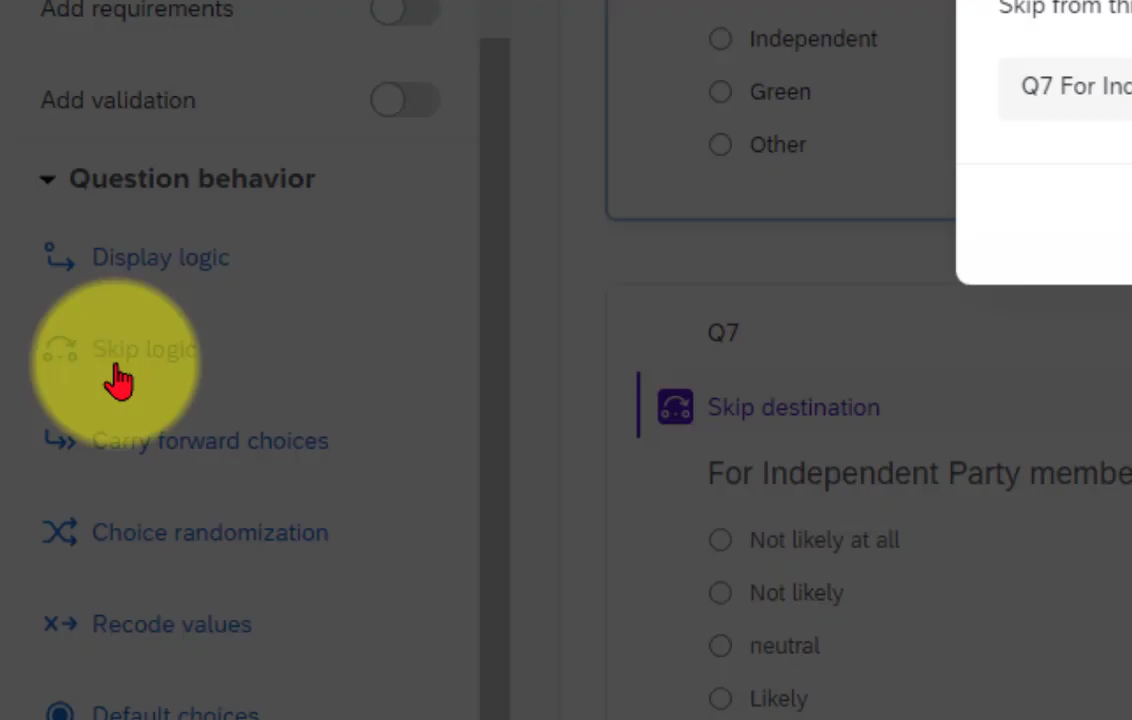 Add requirements
Add validation
Question behavior
Display logic
Skip logic
Carry forward choices
Choice randomization
Recode values
Default choices
Independent
Green
Other
Q7
Skip destination
For Independent Party membe
Not likely at all
Not likely
neutral
Likely
Skip from thi
Q7 For Ind